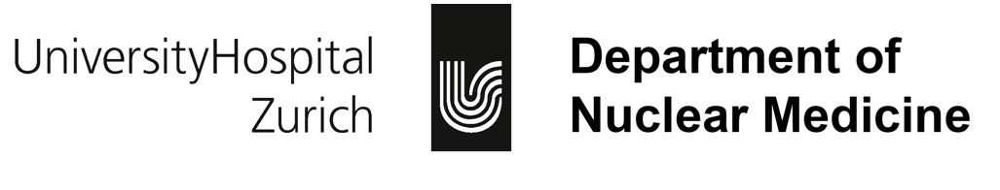 UniversityHospital
Zurich
Department of
Nuclear Medicine